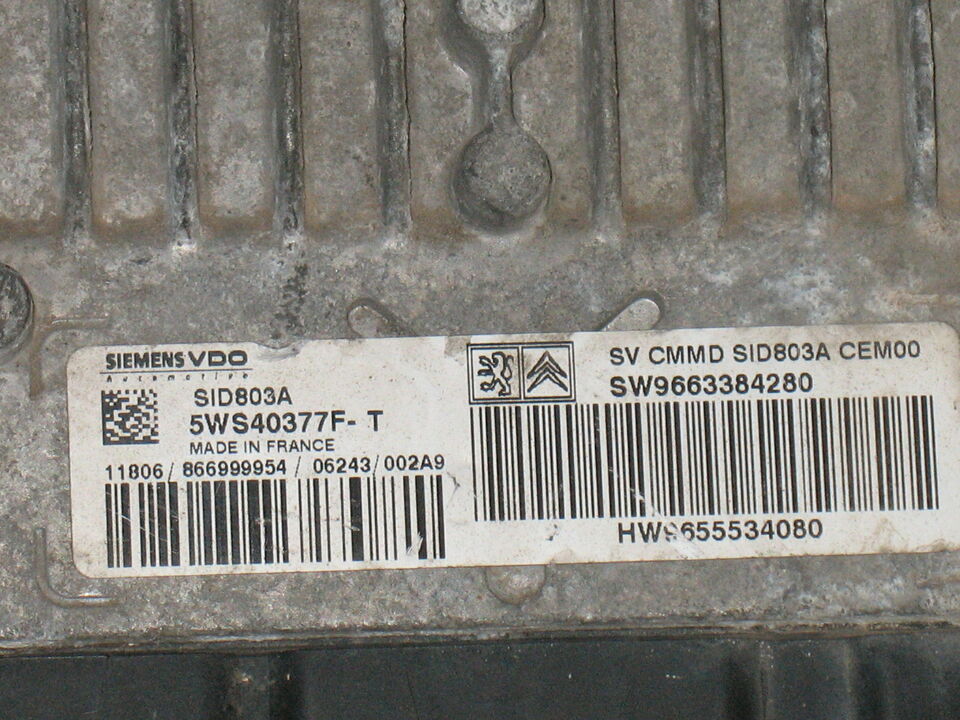 SIEMENS VDO
Automotive
SID803A
5WS40377F- T
MADE IN FRANCE
11806 / 866999954 / 06243 / 002A9
SV CMMD SID803A CEM00
SW9663384280
HW9655534080